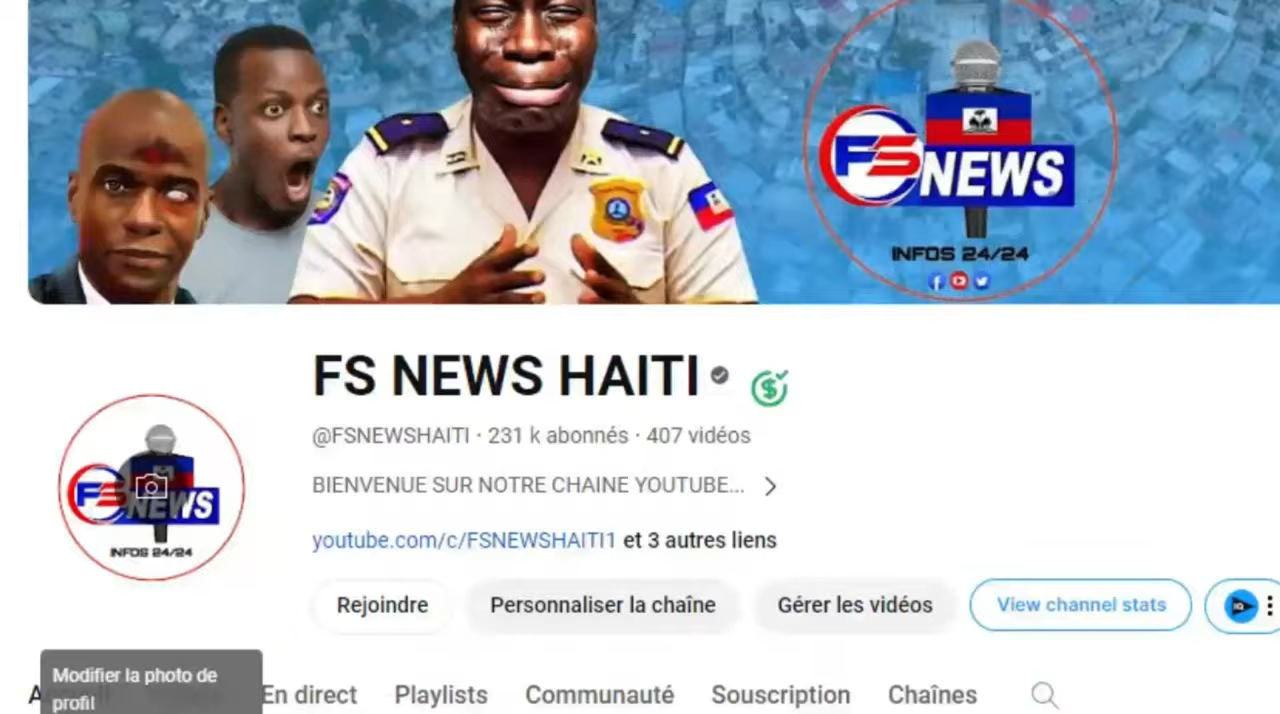 FS NEWS
INFOS 24/24
FS NEWS HAITI
@FSNEWSHAITI · 231 k abonnés · 407 vidéos
BIENVENUE SUR NOTRE CHAINE YOUTUBE...
youtube.com/c/FSNEWSHAITI1 et 3 autres liens
FS NEWS
INFOS 24/24
Rejoindre
Personnaliser la chaîne
Gérer les vidéos
View channel stats
Modifier la photo de
profil
En direct
Playlists
Communauté
Souscription
Chaînes